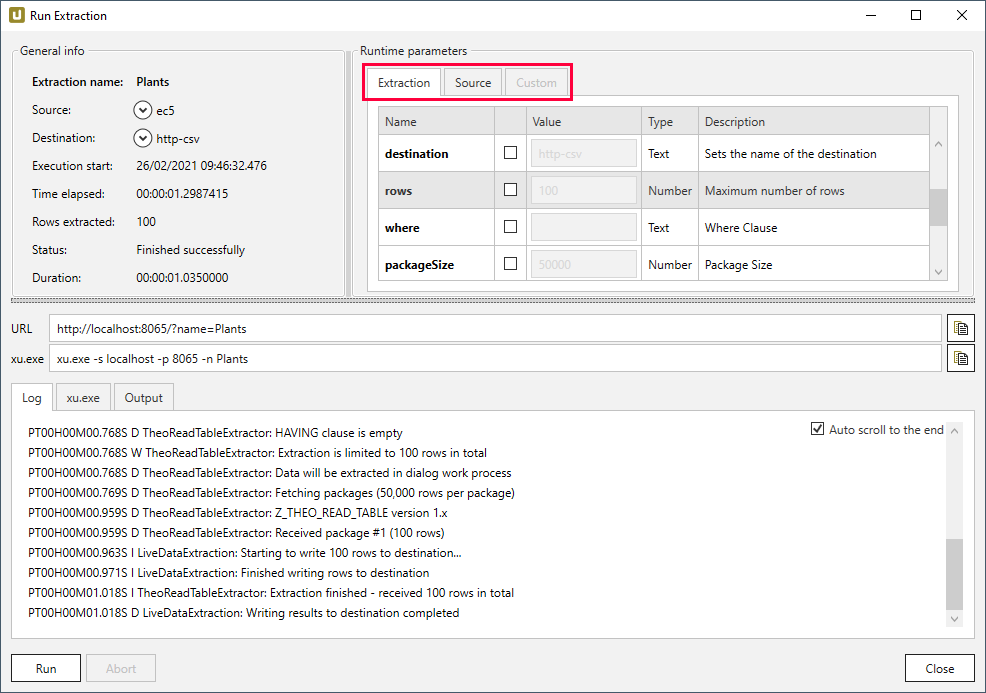 Run Extraction
General info
Extraction name: Plants
Source: ec5
Destination: http-csv
Execution start: 26/02/2021 09:46:32.476
Time elapsed: 00:00:01.2987415
Rows extracted: 100
Status: Finished successfully
Duration: 00:00:01.0350000
Runtime parameters
Extraction Source Custom
Name Value Type Description
destination http-csv Text Sets the name of the destination
rows 100 Number Maximum number of rows
where Text Where Clause
packageSize 50000 Number Package Size
URL http://localhost:8065/?name=Plants
xu.exe xu.exe -s localhost -p 8065 -n Plants
Log xu.exe Output
Auto scroll to the end
PT00H00M00.768S D TheoReadTableExtractor: HAVING clause is empty
PT00H00M00.768S W TheoReadTableExtractor: Extraction is limited to 100 rows in total
PT00H00M00.768S D TheoReadTableExtractor: Data will be extracted in dialog work process
PT00H00M00.769S D TheoReadTableExtractor: Fetching packages (50,000 rows per package)
PT00H00M00.959S D TheoReadTableExtractor: Z_THEO_READ_TABLE version 1.x
PT00H00M00.959S D TheoReadTableExtractor: Received package #1 (100 rows)
PT00H00M00.963S I LiveDataExtraction: Starting to write 100 rows to destination...
PT00H00M00.971S I LiveDataExtraction: Finished writing rows to destination
PT00H00M01.018S I TheoReadTableExtractor: Extraction finished - received 100 rows in total
PT00H00M01.018S D LiveDataExtraction: Writing results to destination completed
Run Abort Close